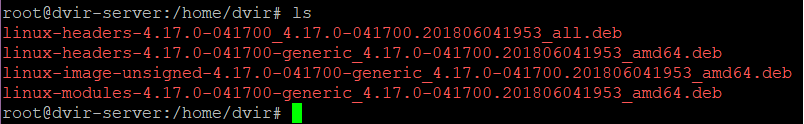 root@dvir-server:/home/dvir# ls
linux-headers-4.17.0-041700_4.17.0-041700.201806041953_all.deb
linux-headers-4.17.0-041700-generic_4.17.0-041700.201806041953_amd64.deb
linux-image-unsigned-4.17.0-041700-generic_4.17.0-041700.201806041953_amd64.deb
linux-modules-4.17.0-041700-generic_4.17.0-041700.201806041953_amd64.deb
root@dvir-server:/home/dvir#